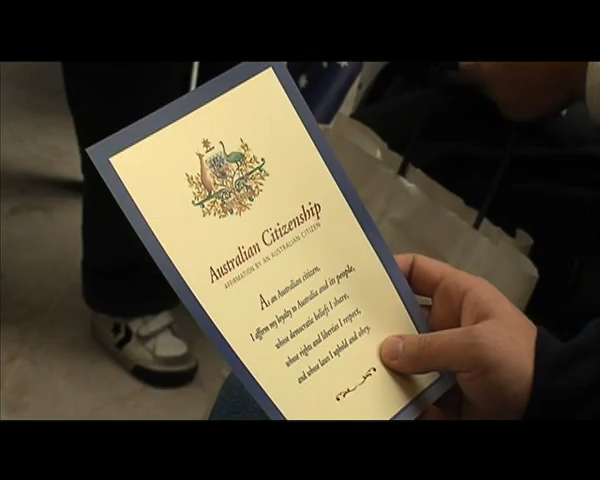 Australian Citizenship
AFFIRMATION BY AN AUSTRALIAN CITIZEN
As an Australian citizen,
I affirm my loyalty to Australia and its people,
whose democratic beliefs I share,
whose rights and liberties I respect,
and whose laws I uphold and obey.